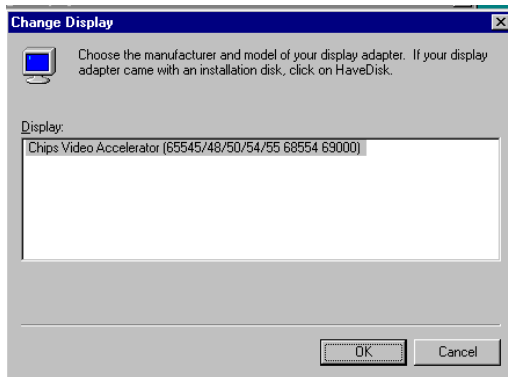 Change Display
Choose the manufacturer and model of your display adapter. If your display
adapter came with an installation disk, click on HaveDisk.
Display:
Chips Video Accelerator (65545/48/50/54/55 68554 69000)
OK
Cancel